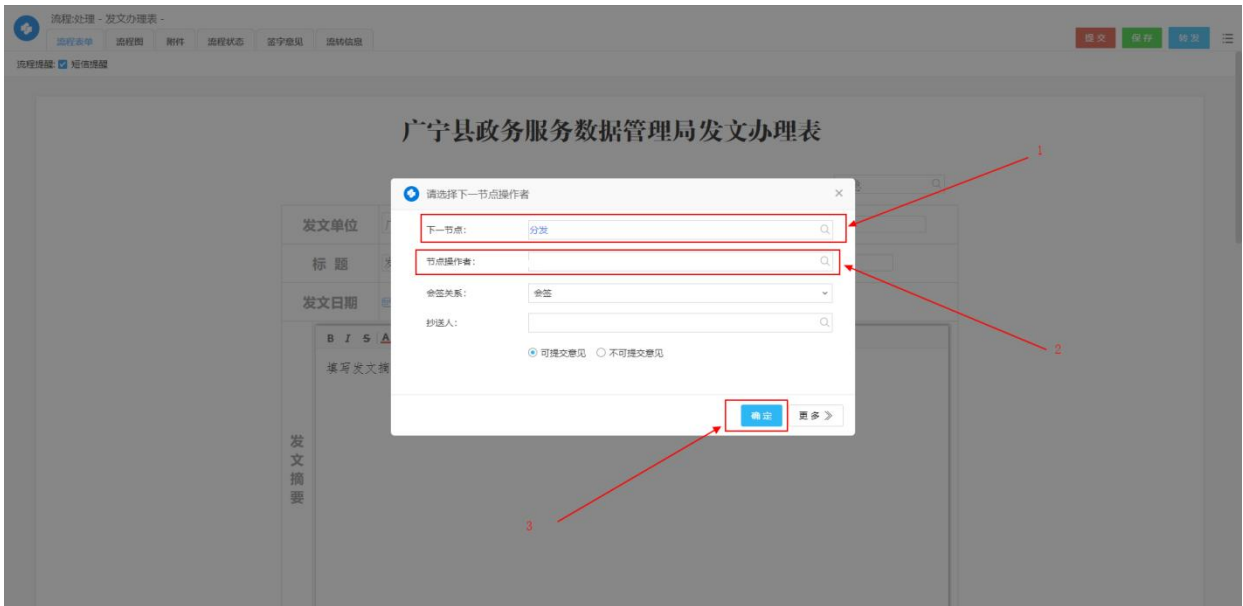 流程:处理 - 发文办理表 -
流程表单 流程图 附件 流程状态 签字意见 流转信息
提交 保存 转发
流程提醒: 短信提醒
广宁县政务服务数据管理局发文办理表
1
请选择下一节点操作者 ×
发文单位
下一节点: 分发
标 题
节点操作者:
会签关系: 会签
发文日期
抄送人:
B I S A
可提交意见 不可提交意见
填写发文摘
2
确定 更多
发文摘要
3